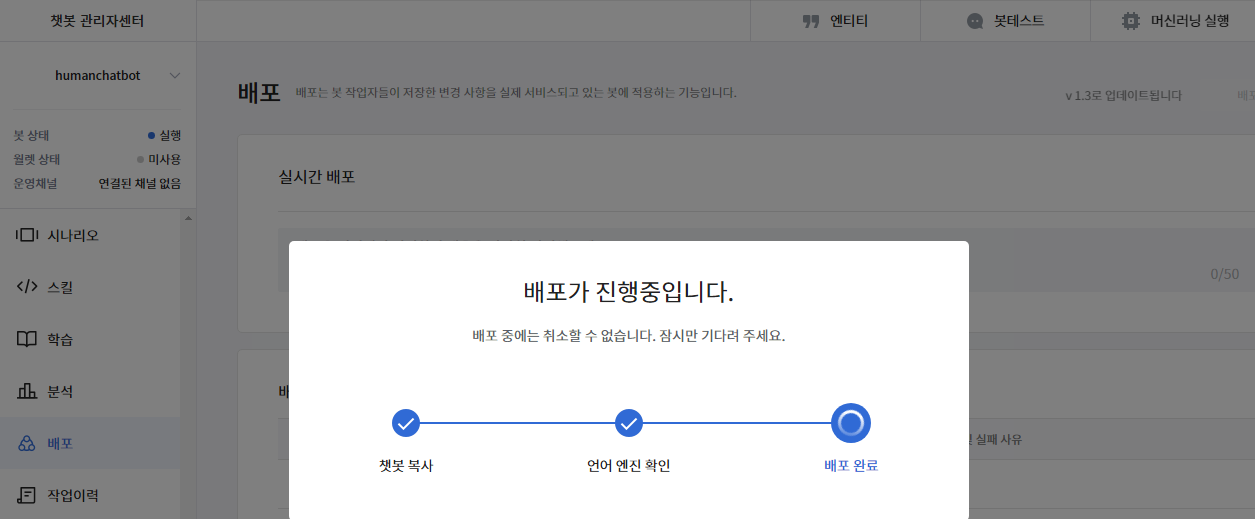 챗봇 관리자센터
엔티티
봇테스트
머신러닝 실행
humanchatbot
배포
배포는 봇 작업자들이 저장한 변경 사항을 실제 서비스되고 있는 봇에 적용하는 기능입니다.
v 1.3로 업데이트됩니다
배포
봇 상태
실행
월렛 상태
미사용
운영채널
연결된 채널 없음
실시간 배포
시나리오
0/50
스킬
배포가 진행중입니다.
배포 중에는 취소할 수 없습니다. 잠시만 기다려 주세요.
학습
분석
배포
실패 사유
챗봇 복사
언어 엔진 확인
배포 완료
작업이력